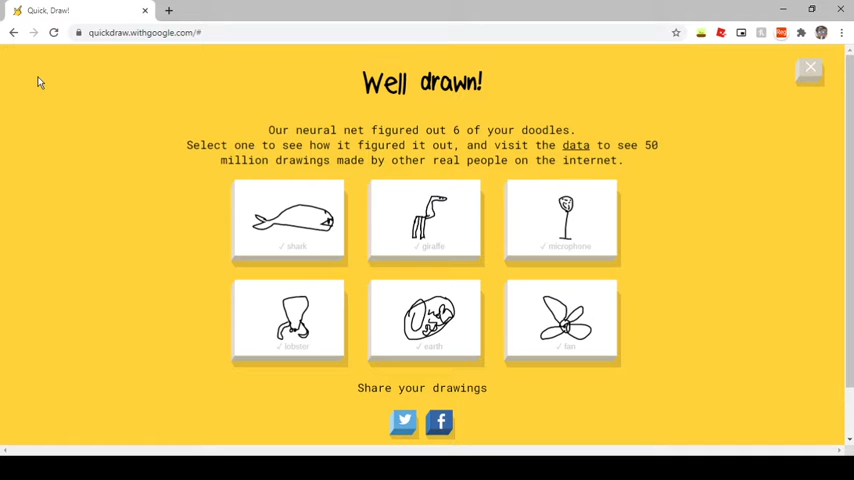 Quick, Draw!
quickdraw.withgoogle.com/#
Well drawn!
Our neural net figured out 6 of your doodles.
Select one to see how it figured it out, and visit the data to see 50
million drawings made by other real people on the internet.
✓ shark
✓ giraffe
✓ microphone
✓ lobster
✓ earth
✓ fan
Share your drawings